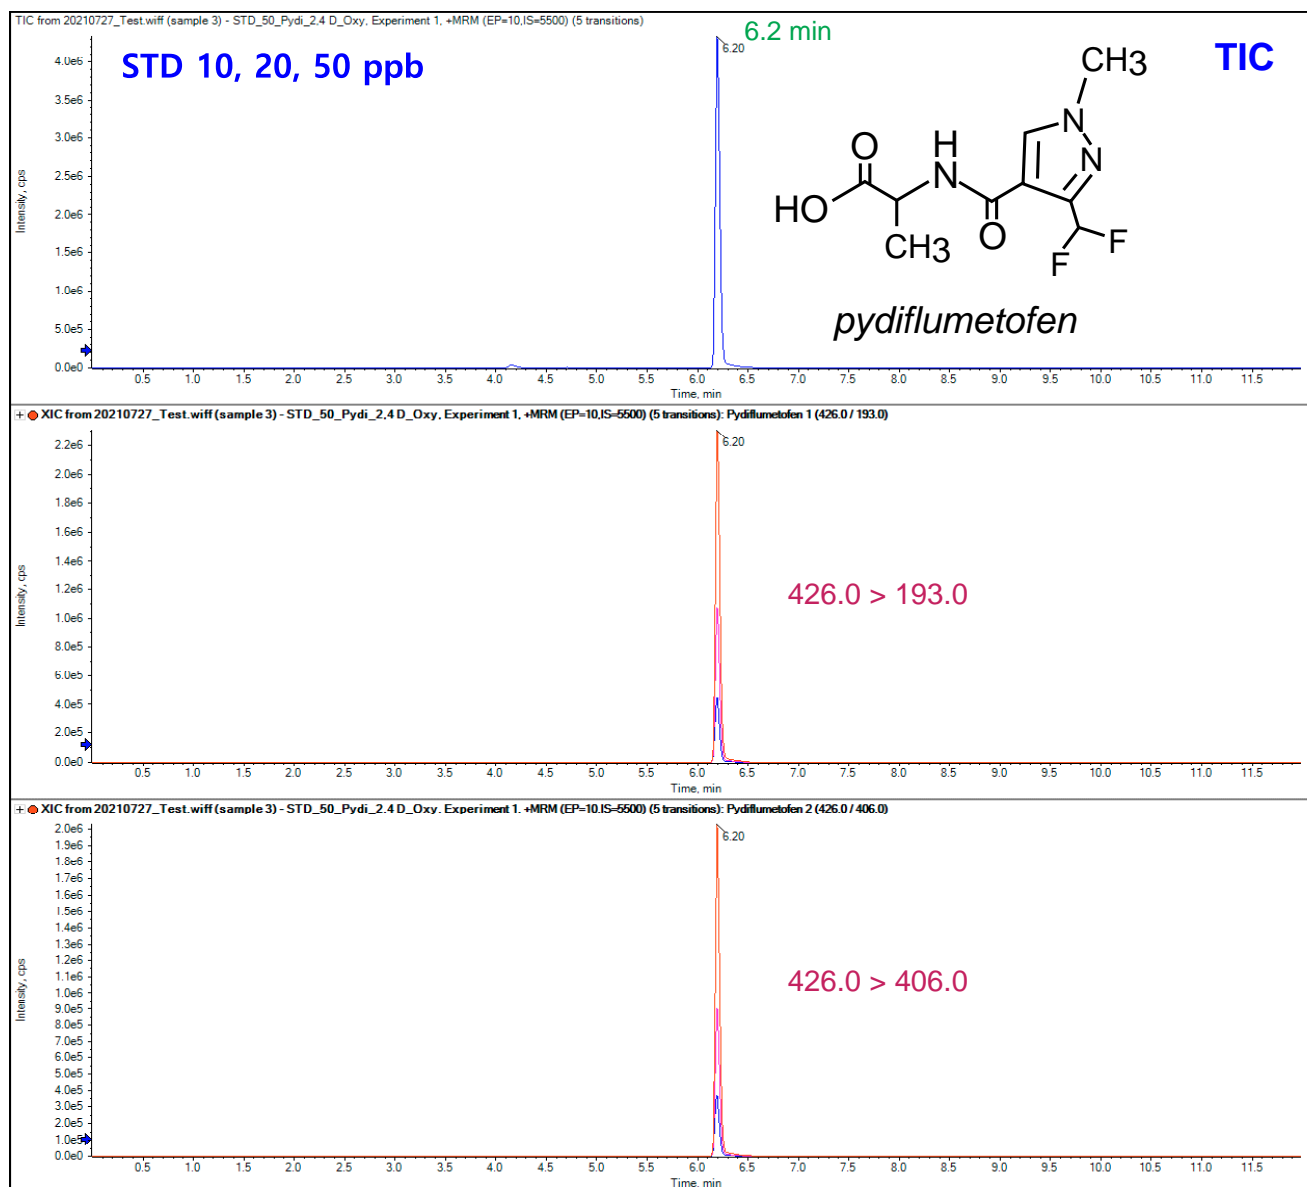 TIC from 20210727_Test.wiff (sample 3) - STD_50_Pydi_2,4 D_Oxy, Experiment 1, +MRM (EP=10,IS=5500) (5 transitions)
6.2 min
6.20
STD 10, 20, 50 ppb
TIC
CH3
N
N
H
N
O
HO
CH3
O
F
F
pydiflumetofen
Intensity, cps
4.0e6
3.5e6
3.0e6
2.5e6
2.0e6
1.5e6
1.0e6
5.0e5
0.0e0
0.5 1.0 1.5 2.0 2.5 3.0 3.5 4.0 4.5 5.0 5.5 6.0 6.5 7.0 7.5 8.0 8.5 9.0 9.5 10.0 10.5 11.0 11.5
Time, min
XIC from 20210727_Test.wiff (sample 3) - STD_50_Pydi_2,4 D_Oxy, Experiment 1, +MRM (EP=10,IS=5500) (5 transitions): Pydiflumetofen 1 (426.0 / 193.0)
6.20
426.0 > 193.0
Intensity, cps
2.2e6
2.0e6
1.8e6
1.6e6
1.4e6
1.2e6
1.0e6
8.0e5
6.0e5
4.0e5
2.0e5
0.0e0
0.5 1.0 1.5 2.0 2.5 3.0 3.5 4.0 4.5 5.0 5.5 6.0 6.5 7.0 7.5 8.0 8.5 9.0 9.5 10.0 10.5 11.0 11.5
Time, min
XIC from 20210727_Test.wiff (sample 3) - STD_50_Pydi_2,4 D_Oxy, Experiment 1, +MRM (EP=10,IS=5500) (5 transitions): Pydiflumetofen 2 (426.0 / 406.0)
6.20
426.0 > 406.0
Intensity, cps
2.0e6
1.9e6
1.8e6
1.7e6
1.6e6
1.5e6
1.4e6
1.3e6
1.2e6
1.1e6
1.0e6
9.0e5
8.0e5
7.0e5
6.0e5
5.0e5
4.0e5
3.0e5
2.0e5
1.0e5
0.0e0
0.5 1.0 1.5 2.0 2.5 3.0 3.5 4.0 4.5 5.0 5.5 6.0 6.5 7.0 7.5 8.0 8.5 9.0 9.5 10.0 10.5 11.0 11.5
Time, min